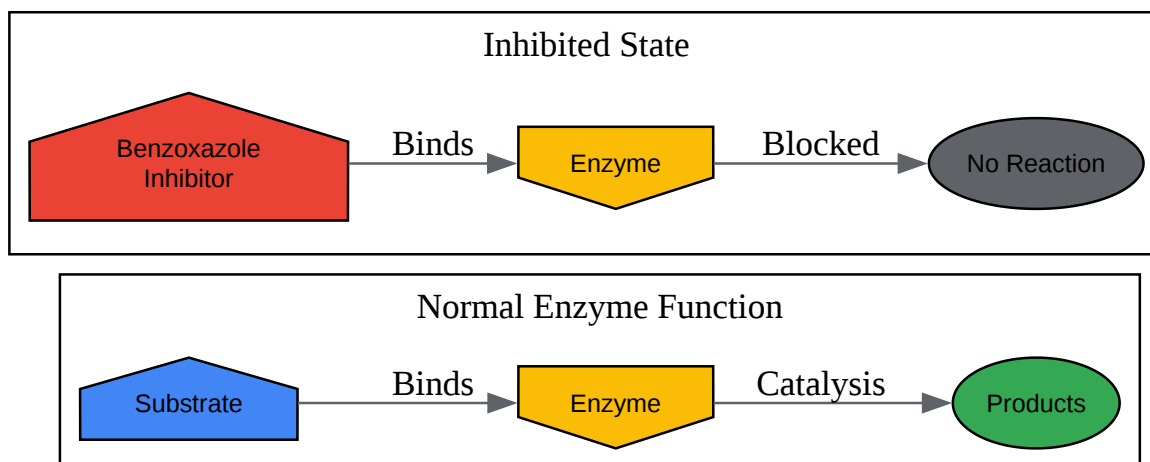 Inhibited State
Benzoxazole
Inhibitor
Binds
Enzyme
Blocked
No Reaction
Normal Enzyme Function
Substrate
Binds
Enzyme
Catalysis
Products